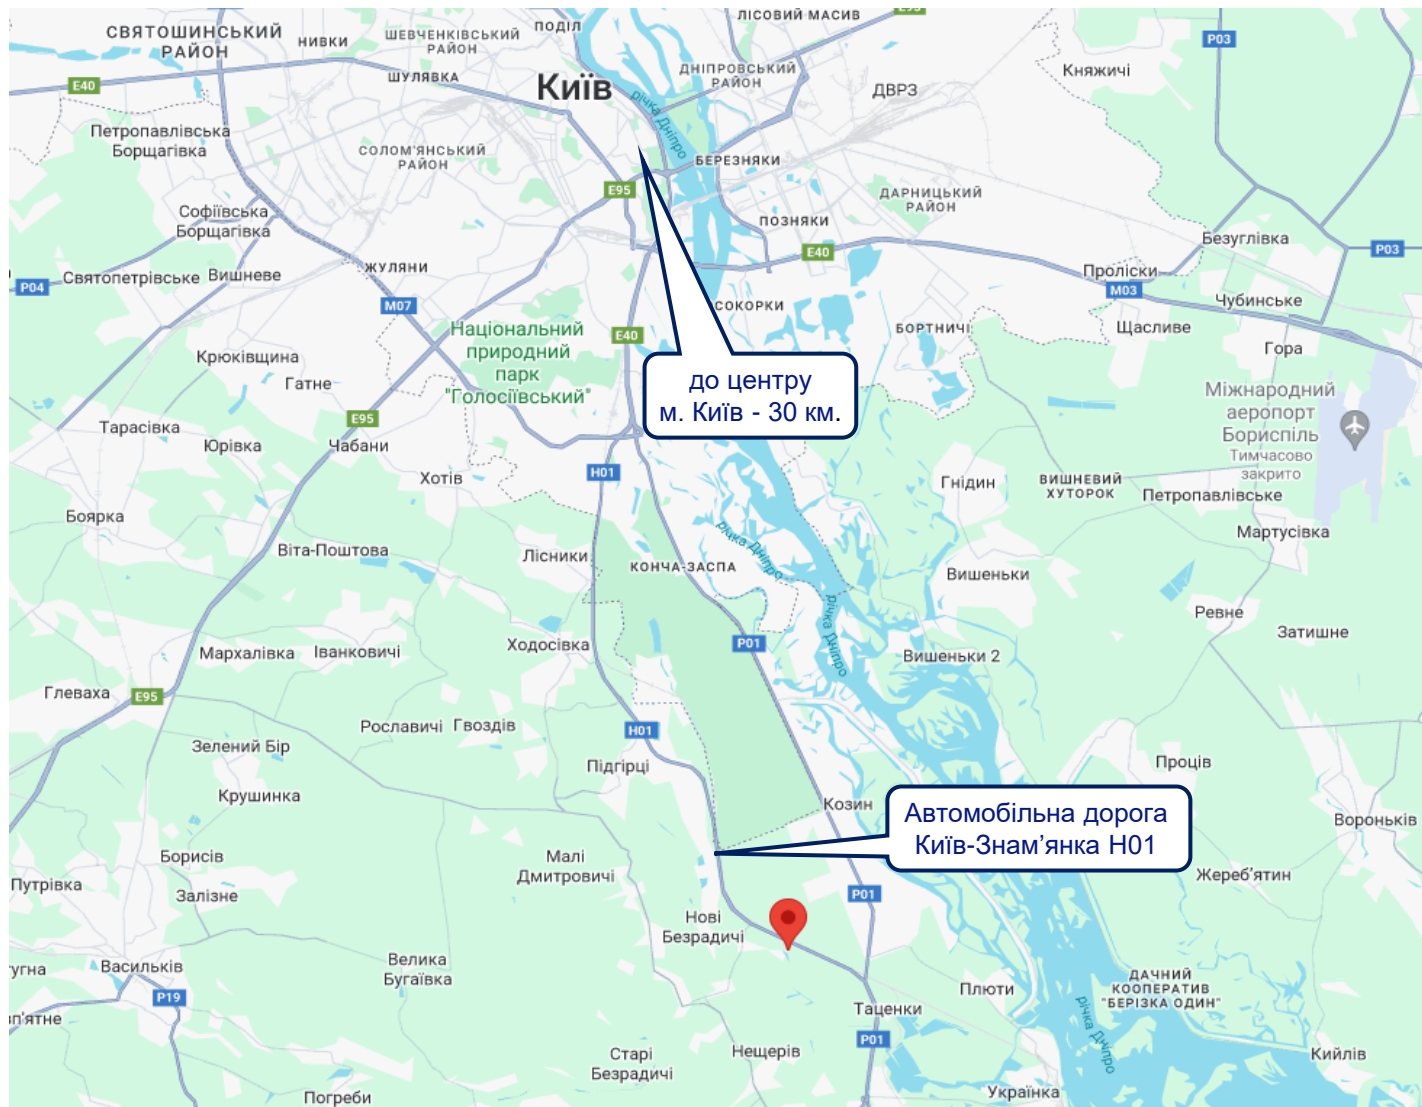 СВЯТОШИНСЬКИЙ
РАЙОН
НИВКИ
ШЕВЧЕНКІВСЬКИЙ
РАЙОН
ПОДІЛ
ЛІСОВИЙ МАСИВ
E95
P03
Княжичі
E40
ШУЛЯВКА
Київ
ДНІПРОВСЬКИЙ
РАЙОН
ДВРЗ
річка Дніпро
Петропавлівська
Борщагівка
СОЛОМ'ЯНСЬКИЙ
РАЙОН
БЕРЕЗНЯКИ
E95
ДАРНИЦЬКИЙ
РАЙОН
Софіївська
Борщагівка
ПОЗНЯКИ
E40
Безуглівка
P03
P04
Святопетрівське
Вишневе
ЖУЛЯНИ
M07
Проліски
M03
Чубинське
СОКОРКИ
БОРТНИЧІ
Щасливе
Гора
Національний
природний
парк
"Голосіївський"
E40
Крюківщина
Гатне
до центру
м. Київ - 30 км.
Міжнародний
аеропорт
Бориспіль
Тимчасово
закрито
E95
Тарасівка
Юрівка
Чабани
Хотів
H01
Гнідин
ВИШНЕВИЙ
ХУТОРОК
Петропавлівське
Боярка
Мартусівка
Віта-Поштова
Лісники
КОНЧА-ЗАСПА
річка Дніпро
Вишеньки
річка Дніпро
Ревне
Затишне
Мархалівка
Іванковичі
Ходосівка
P01
Вишеньки 2
Глеваха
E95
Рославичі
Гвоздів
H01
Зелений Бір
Підгірці
Проців
Крушинка
Козин
Автомобільна дорога
Київ-Знам’янка Н01
Вороньків
Борисів
Малі
Дмитровичі
Путрівка
Залізне
P01
Жереб'ятин
Нові
Безрадичі
угна
Васильків
Велика
Бугаївка
P19
Плюти
ДАЧНИЙ
КООПЕРАТИВ
"БЕРІЗКА ОДИН"
Таценки
річка Дніпро
зп'ятне
P01
Старі
Безрадичі
Нещерів
Кийлів
Погреби
Українка